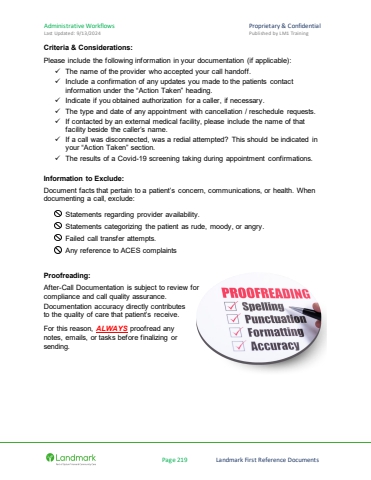 Administrative Workflows
Proprietary & Confidential
Last Updated: 9/13/2024
Published by LML Training
Criteria & Considerations:
Please include the following information in your documentation (if applicable):
✓ The name of the provider who accepted your call handoff.
✓ Include a confirmation of any updates you made to the patients contact
information under the "Action Taken" heading.
✓ Indicate if you obtained authorization for a caller, if necessary.
✓ The type and date of any appointment with cancellation / reschedule requests.
✓ If contacted by an external medical facility, please include the name of that
facility beside the caller's name.
✓ If a call was disconnected, was a redial attempted? This should be indicated in
your "Action Taken" section.
✓ The results of a Covid-19 screening taking during appointment confirmations.
Information to Exclude:
Document facts that pertain to a patient's concern, communications, or health. When
documenting a call, exclude:
Statements regarding provider availability.
Statements categorizing the patient as rude, moody, or angry.
Failed call transfer attempts.
Any reference to ACES complaints
Proofreading:
After-Call Documentation is subject to review for
compliance and call quality assurance.
Documentation accuracy directly contributes
to the quality of care that patient's receive.
For this reason, ALWAYS proofread any
notes, emails, or tasks before finalizing or
sending.
PROOFREADING
Spelling
Punctuation
Formatting
Accuracy
Landmark
Page 219
Landmark First Reference Documents